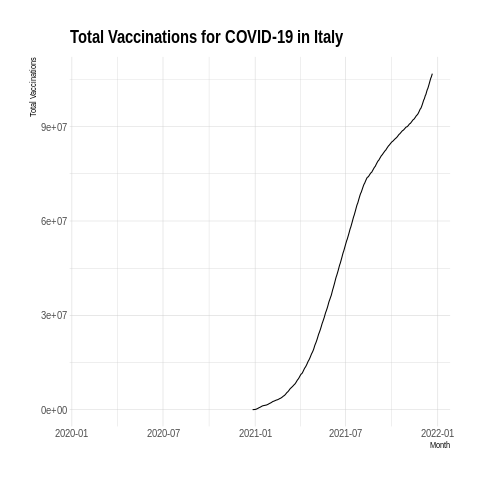 Total Vaccinations for COVID-19 in Italy
Total Vaccinations
9e+07
6e+07
3e+07
0e+00
2020-01 2020-07 2021-01 2021-07 2022-01
Month